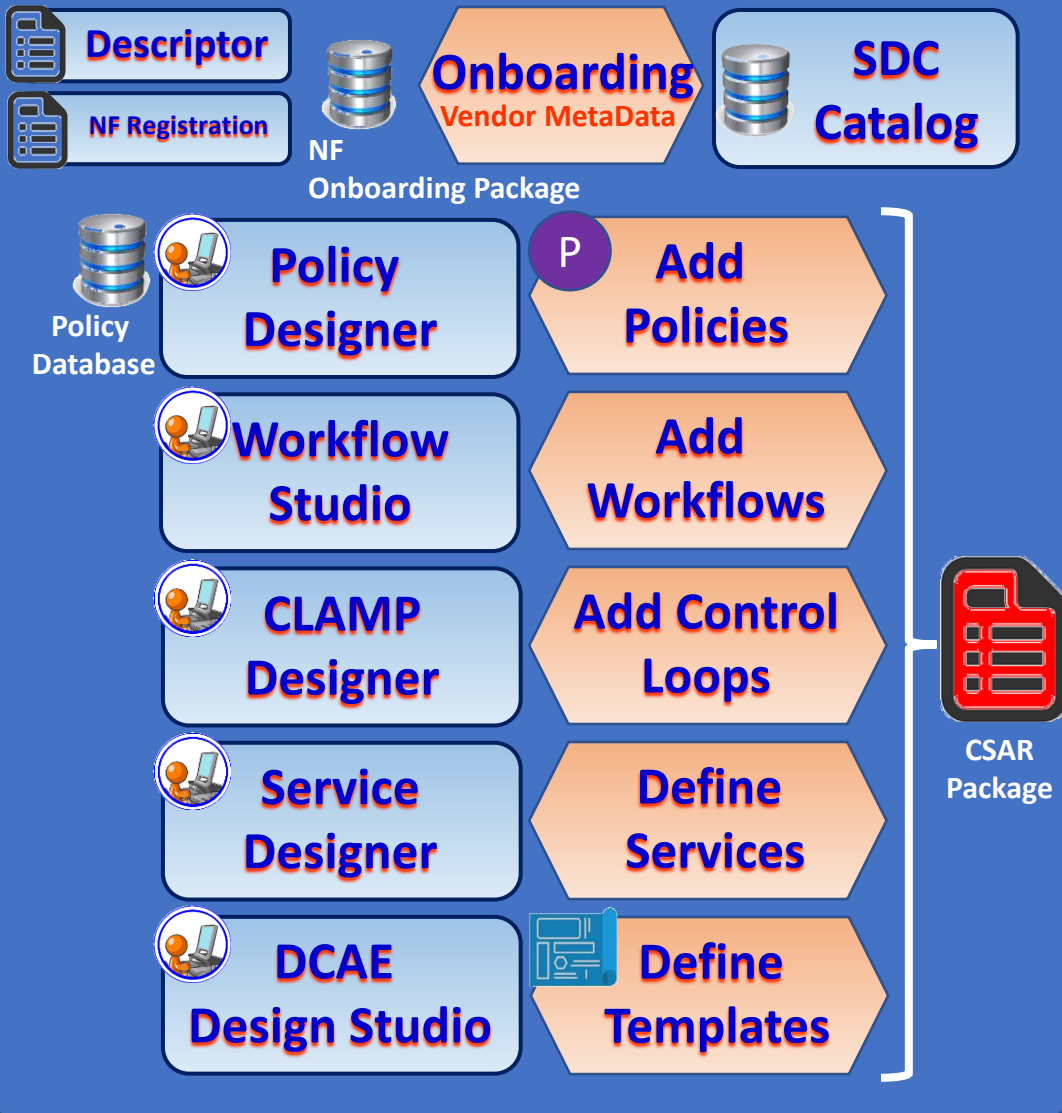 Descriptor
NF Registration
NF
Onboarding Package
Onboarding
Vendor MetaData
SDC
Catalog
Policy
Database
Policy
Designer
P
Add
Policies
Workflow
Studio
Add
Workflows
CLAMP
Designer
Add Control
Loops
Service
Designer
Define
Services
DCAE
Design Studio
Define
Templates
CSAR
Package